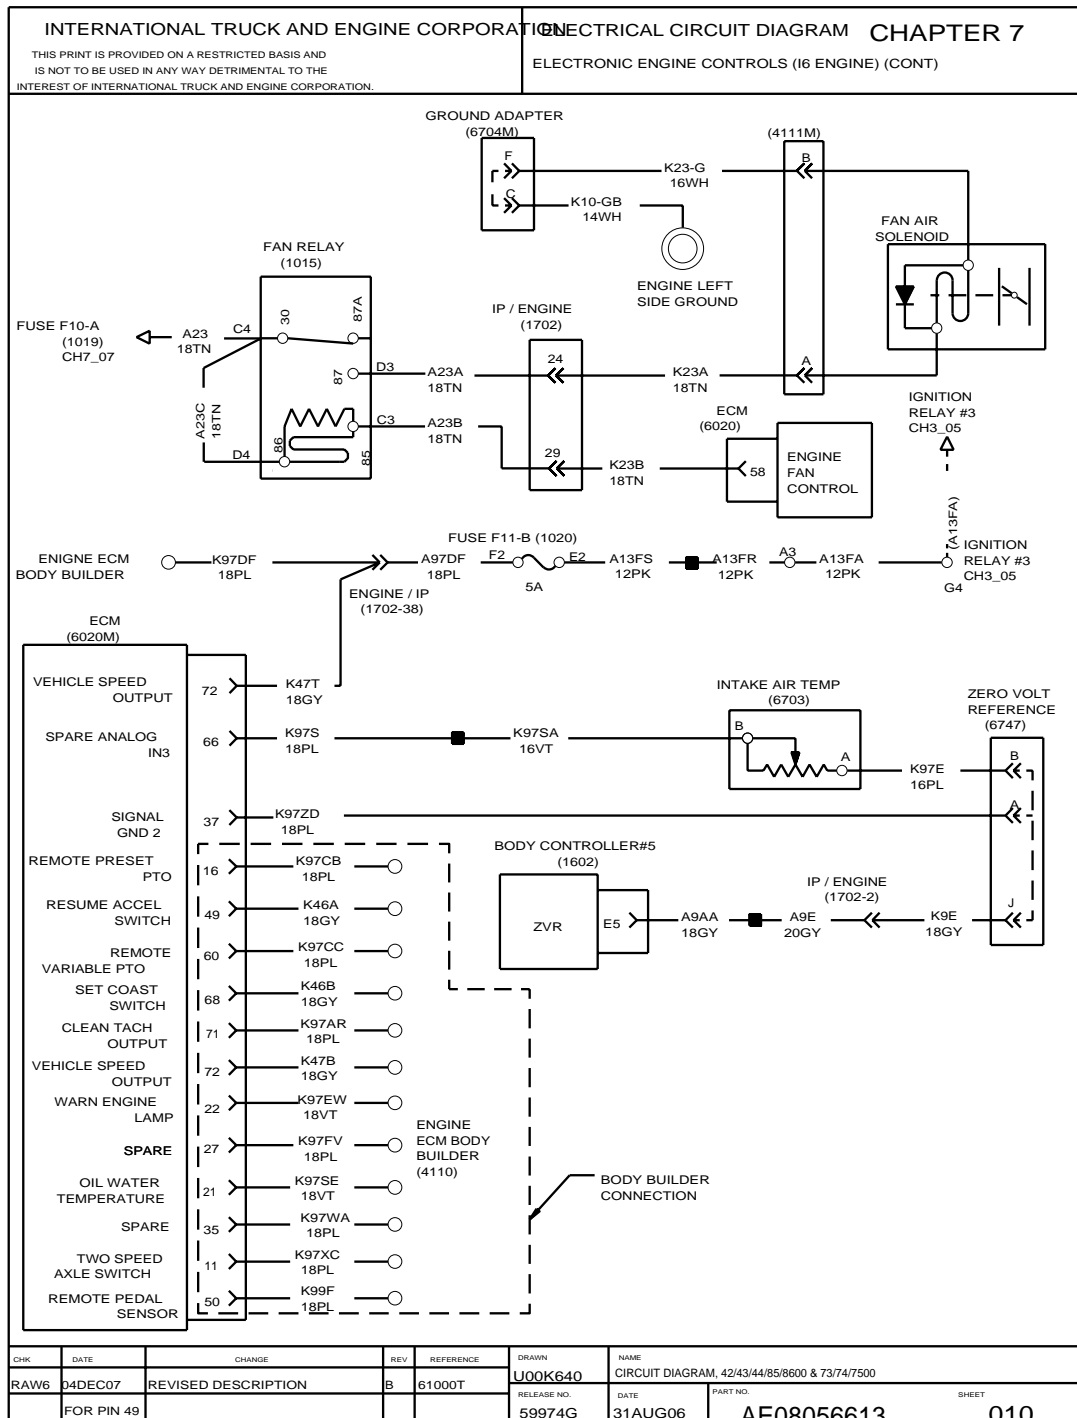 INTERNATIONAL TRUCK AND ENGINE CORPORATION
THIS PRINT IS PROVIDED ON A RESTRICTED BASIS AND
IS NOT TO BE USED IN ANY WAY DETRIMENTAL TO THE
INTEREST OF INTERNATIONAL TRUCK AND ENGINE CORPORATION.
ELECTRICAL CIRCUIT DIAGRAM
CHAPTER 7
ELECTRONIC ENGINE CONTROLS (I6 ENGINE) (CONT)
GROUND ADAPTER
(6704M)
F
C
K23-G
16WH
K10-GB
14WH
ENGINE LEFT
SIDE GROUND
(4111M)
B
A
FAN AIR
SOLENOID
FAN RELAY
(1015)
30
87A
87
86
85
FUSE F10-A
(1019)
CH7_07
A23
18TN
C4
D3
C3
D4
A23C
18TN
A23A
18TN
A23B
18TN
IP / ENGINE
(1702)
24
29
K23A
18TN
K23B
18TN
ECM
(6020)
58
ENGINE
FAN
CONTROL
IGNITION
RELAY #3
CH3_05
(A13FA)
ENIGNE ECM
BODY BUILDER
K97DF
18PL
ENGINE / IP
(1702-38)
A97DF
18PL
FUSE F11-B (1020)
F2
E2
5A
A13FS
12PK
A13FR
12PK
A3
A13FA
12PK
G4
IGNITION
RELAY #3
CH3_05
ECM
(6020M)
VEHICLE SPEED
OUTPUT
72
K47T
18GY
SPARE ANALOG
IN3
66
K97S
18PL
K97SA
16VT
INTAKE AIR TEMP
(6703)
B
A
K97E
16PL
ZERO VOLT
REFERENCE
(6747)
B
A
J
SIGNAL
GND 2
37
K97ZD
18PL
REMOTE PRESET
PTO
16
K97CB
18PL
RESUME ACCEL
SWITCH
49
K46A
18GY
REMOTE
VARIABLE PTO
60
K97CC
18PL
SET COAST
SWITCH
68
K46B
18GY
CLEAN TACH
OUTPUT
71
K97AR
18PL
VEHICLE SPEED
OUTPUT
72
K47B
18GY
WARN ENGINE
LAMP
22
K97EW
18VT
SPARE
27
K97FV
18PL
OIL WATER
TEMPERATURE
21
K97SE
18VT
SPARE
35
K97WA
18PL
TWO SPEED
AXLE SWITCH
11
K97XC
18PL
REMOTE PEDAL
SENSOR
50
K99F
18PL
BODY CONTROLLER#5
(1602)
ZVR
E5
A9AA
18GY
A9E
20GY
IP / ENGINE
(1702-2)
K9E
18GY
ENGINE
ECM BODY
BUILDER
(4110)
BODY BUILDER
CONNECTION
CHK
DATE
CHANGE
REV
REFERENCE
RAW6
04DEC07
REVISED DESCRIPTION
B
61000T
FOR PIN 49
DRAWN
U00K640
NAME
CIRCUIT DIAGRAM, 42/43/44/85/8600 & 73/74/7500
RELEASE NO.
59974G
DATE
31AUG06
PART NO.
AE08056613
SHEET
010